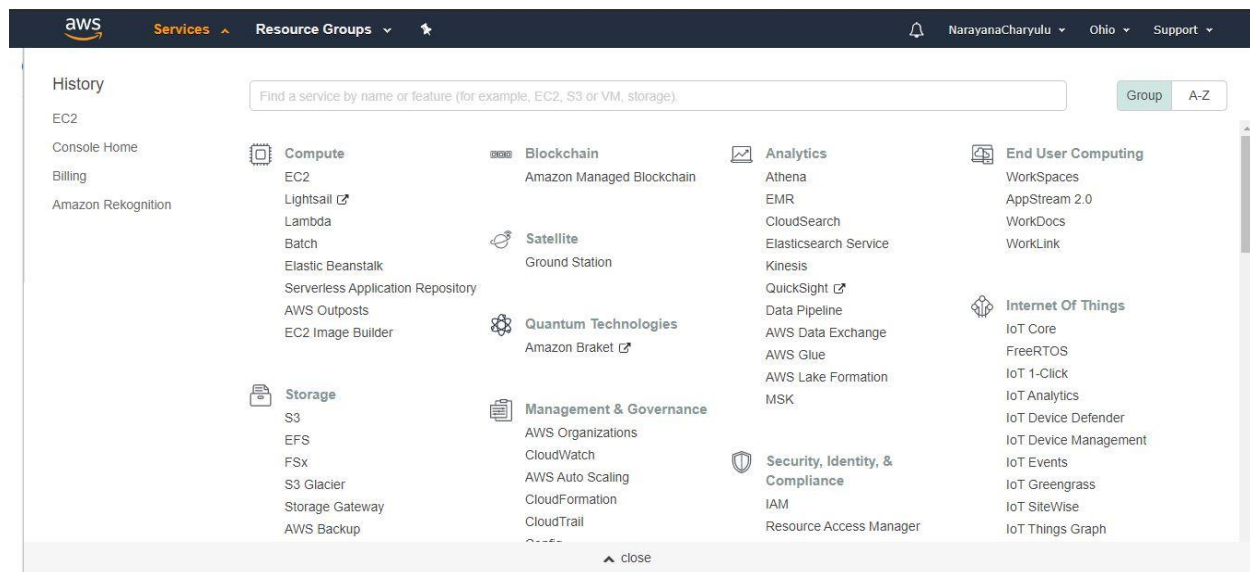 aws
Services
Resource Groups
NarayanaCharyulu
Ohio
Support
History
EC2
Console Home
Billing
Amazon Rekognition
Find a service by name or feature (for example, EC2, S3 or VM, storage).
Group
A-Z
Compute
EC2
Lightsail
Lambda
Batch
Elastic Beanstalk
Serverless Application Repository
AWS Outposts
EC2 Image Builder
Storage
S3
EFS
FSx
S3 Glacier
Storage Gateway
AWS Backup
Blockchain
Amazon Managed Blockchain
Satellite
Ground Station
Quantum Technologies
Amazon Braket
Management & Governance
AWS Organizations
CloudWatch
AWS Auto Scaling
CloudFormation
CloudTrail
Config
Analytics
Athena
EMR
CloudSearch
Elasticsearch Service
Kinesis
QuickSight
Data Pipeline
AWS Data Exchange
AWS Glue
AWS Lake Formation
MSK
Security, Identity, &
Compliance
IAM
Resource Access Manager
End User Computing
WorkSpaces
AppStream 2.0
WorkDocs
WorkLink
Internet Of Things
IoT Core
FreeRTOS
IoT 1-Click
IoT Analytics
IoT Device Defender
IoT Device Management
IoT Events
IoT Greengrass
IoT SiteWise
IoT Things Graph
close